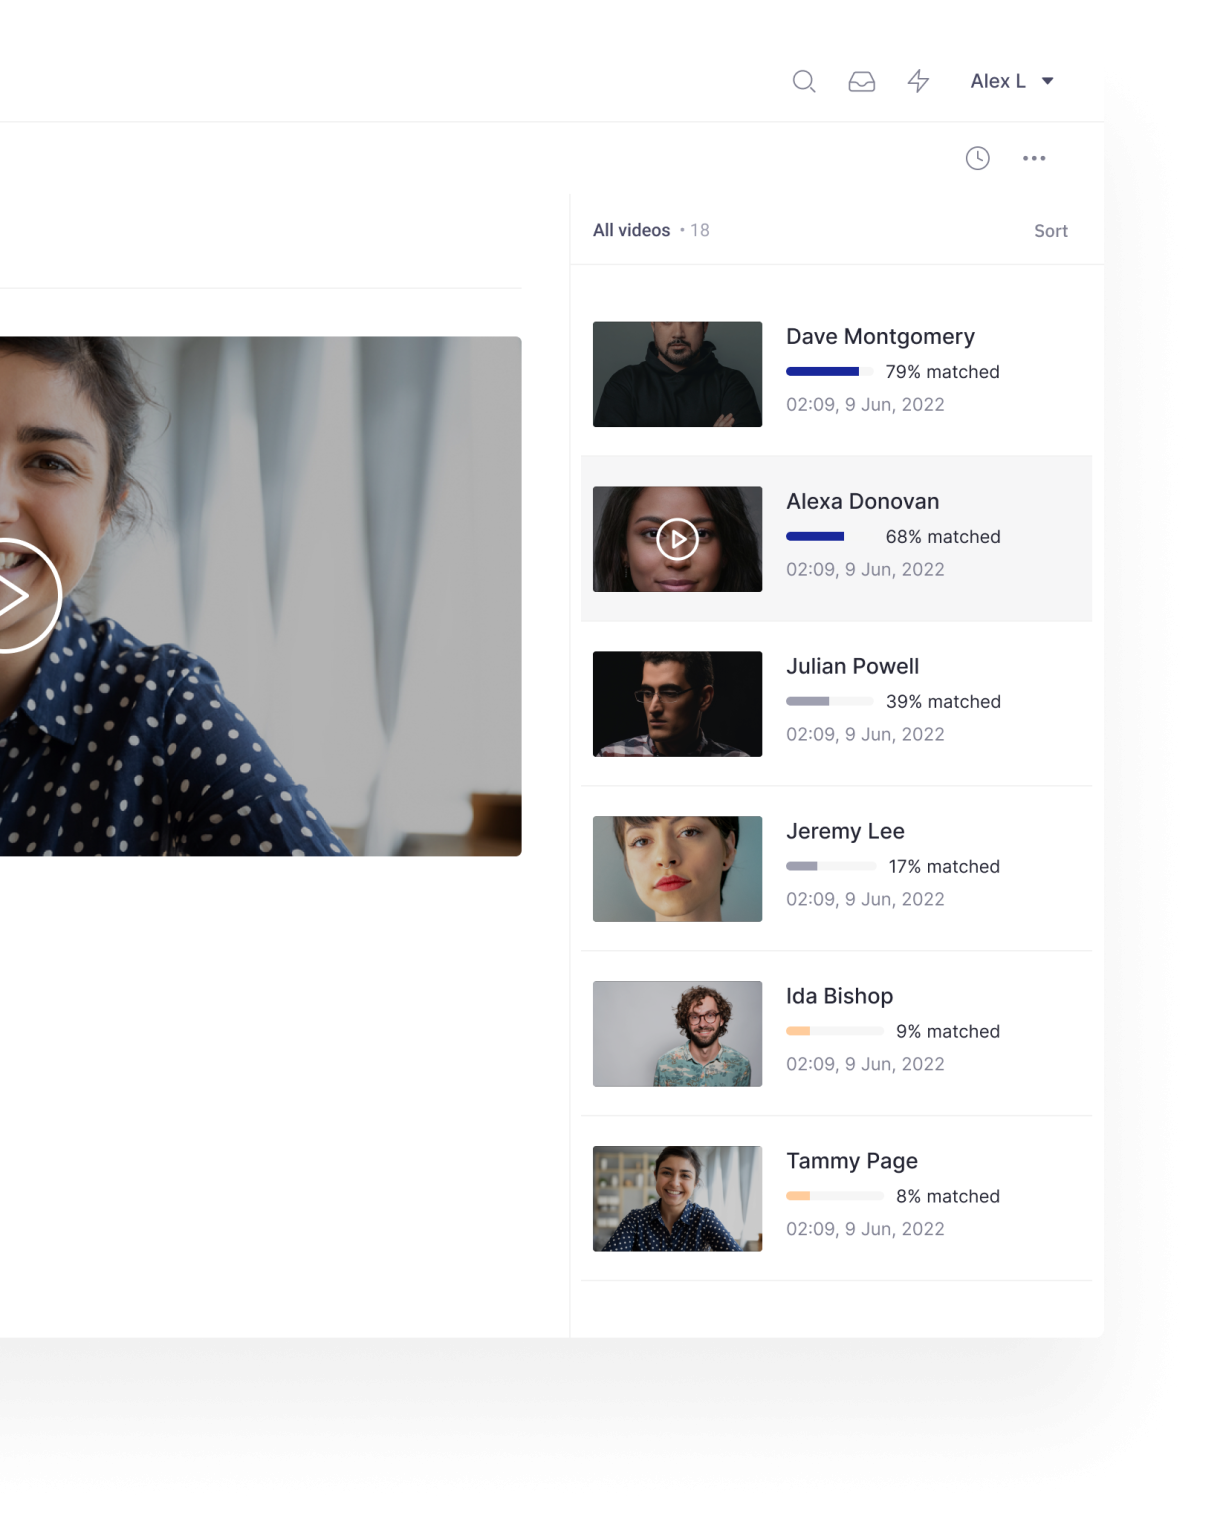 Alex L
All videos • 18
Sort
Dave Montgomery
79% matched
02:09, 9 Jun, 2022
Alexa Donovan
68% matched
02:09, 9 Jun, 2022
Julian Powell
39% matched
02:09, 9 Jun, 2022
Jeremy Lee
17% matched
02:09, 9 Jun, 2022
Ida Bishop
9% matched
02:09, 9 Jun, 2022
Tammy Page
8% matched
02:09, 9 Jun, 2022